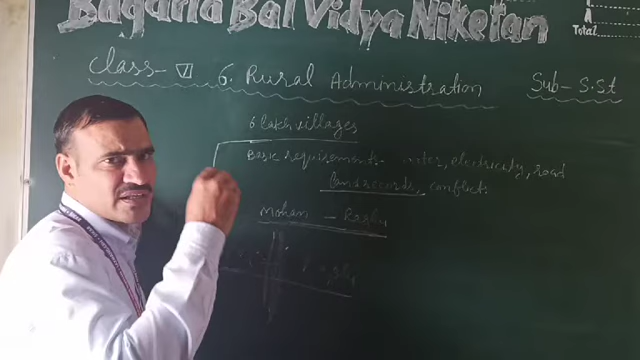 Bagaria Bal Vidya Niketan
A
Total
Class - VI 6. Rural Administration Sub - S.St
6 lakh villages
Basic requirements - water, electricity, road
land records, conflicts
Mohan - Raghu